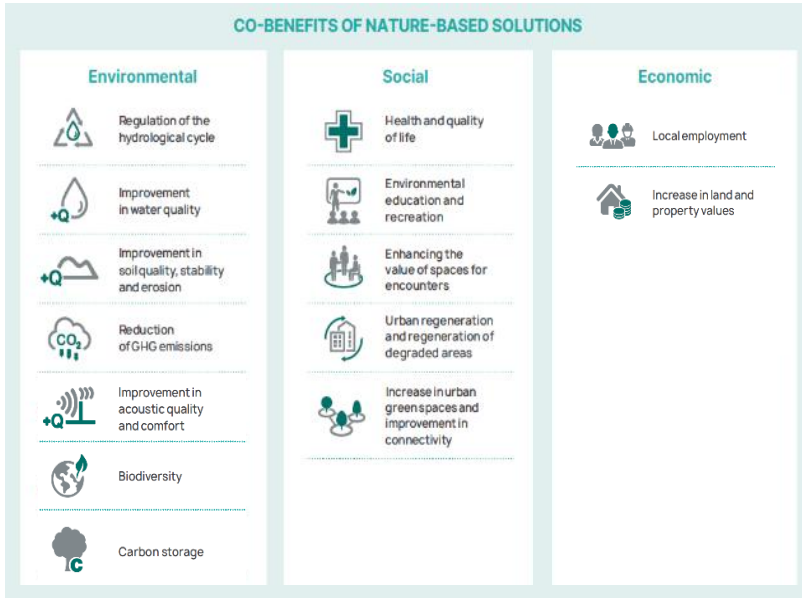 CO-BENEFITS OF NATURE-BASED SOLUTIONS
Environmental
Regulation of the
hydrological cycle
+Q
Improvement
in water quality
+Q
Improvement in
soil quality, stability
and erosion
CO₂
Reduction
of GHG emissions
+Q
Improvement in
acoustic quality
and comfort
Biodiversity
C
Carbon storage
Social
Health and quality
of life
Environmental
education and
recreation
Enhancing the
value of spaces for
encounters
Urban regeneration
and regeneration of
degraded areas
Increase in urban
green spaces and
improvement in
connectivity
Economic
Local employment
Increase in land and
property values